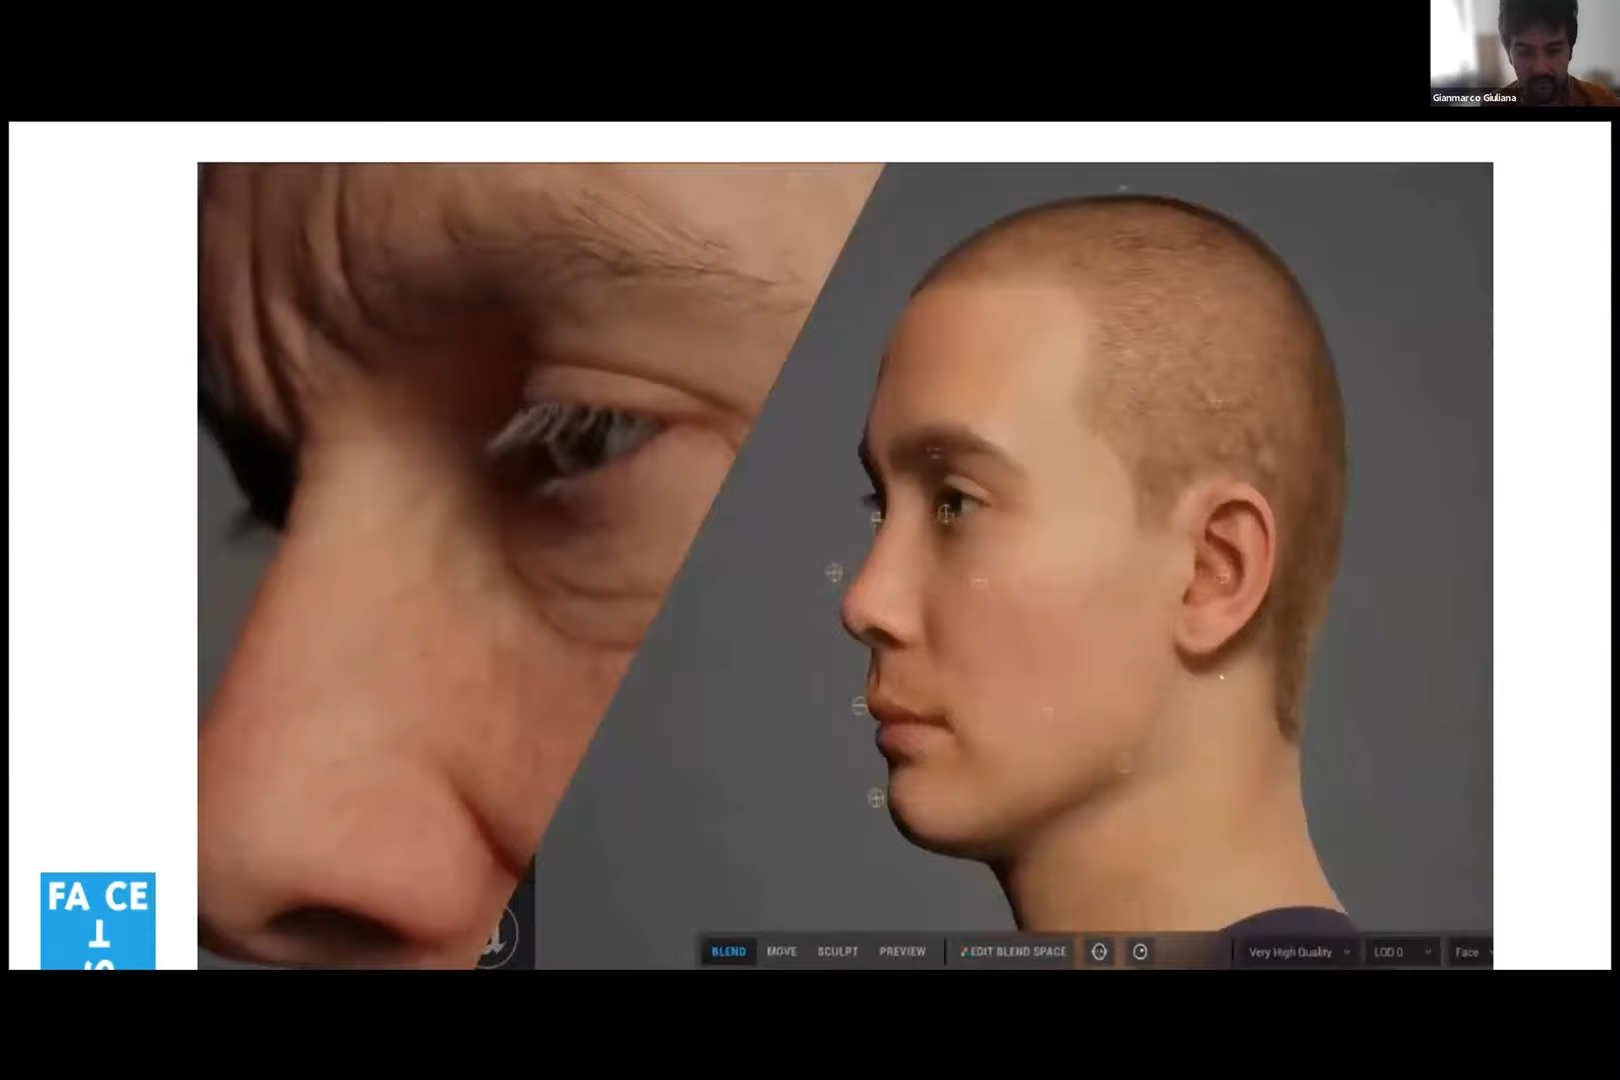 Gianmarco Giuliana
FA CE
BLEND MOVE SCULPT PREVIEW EDIT BLEND SPACE Very High Quality LOD 0 Face